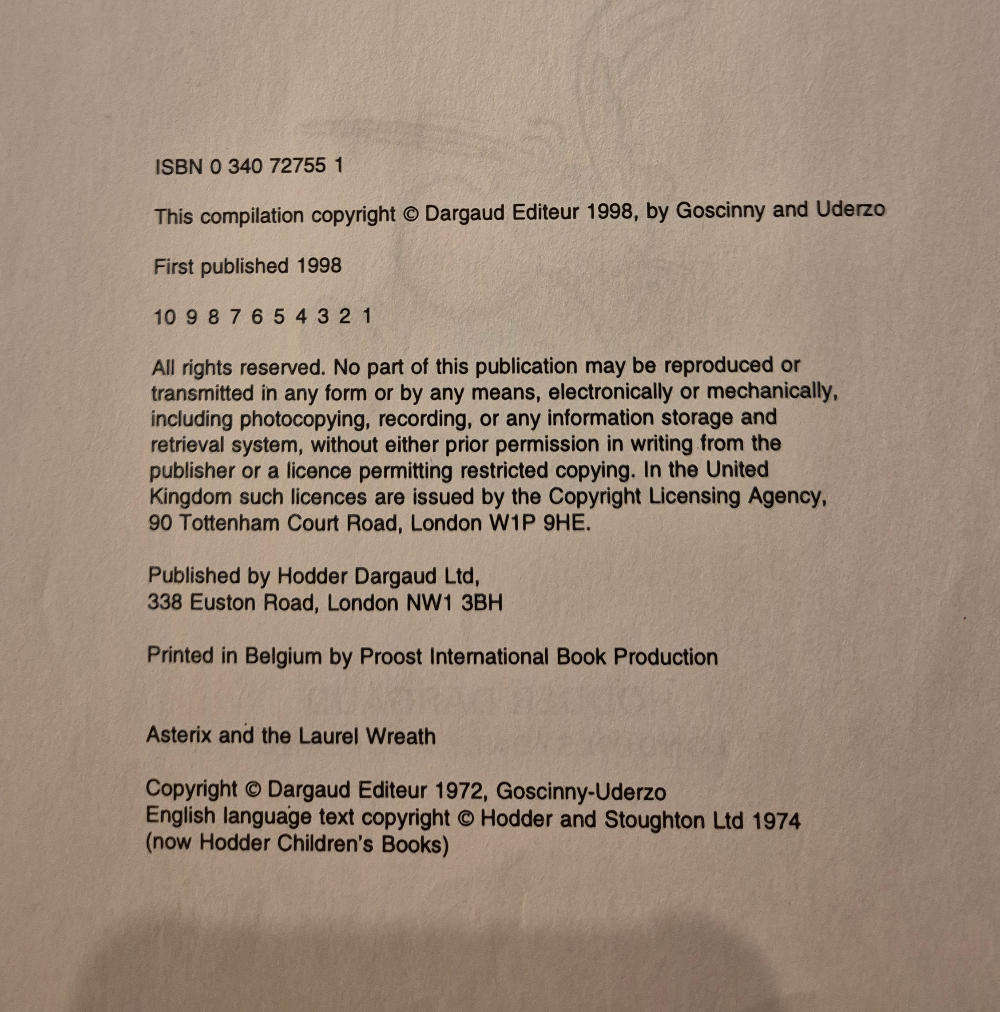 ISBN 0 340 72755 1
This compilation copyright © Dargaud Editeur 1998, by Goscinny and Uderzo
First published 1998
10 9 8 7 6 5 4 3 2 1
All rights reserved. No part of this publication may be reproduced or
transmitted in any form or by any means, electronically or mechanically,
including photocopying, recording, or any information storage and
retrieval system, without either prior permission in writing from the
publisher or a licence permitting restricted copying. In the United
Kingdom such licences are issued by the Copyright Licensing Agency,
90 Tottenham Court Road, London W1P 9HE.
Published by Hodder Dargaud Ltd,
338 Euston Road, London NW1 3BH
Printed in Belgium by Proost International Book Production
Asterix and the Laurel Wreath
Copyright © Dargaud Editeur 1972, Goscinny-Uderzo
English language text copyright © Hodder and Stoughton Ltd 1974
(now Hodder Children's Books)